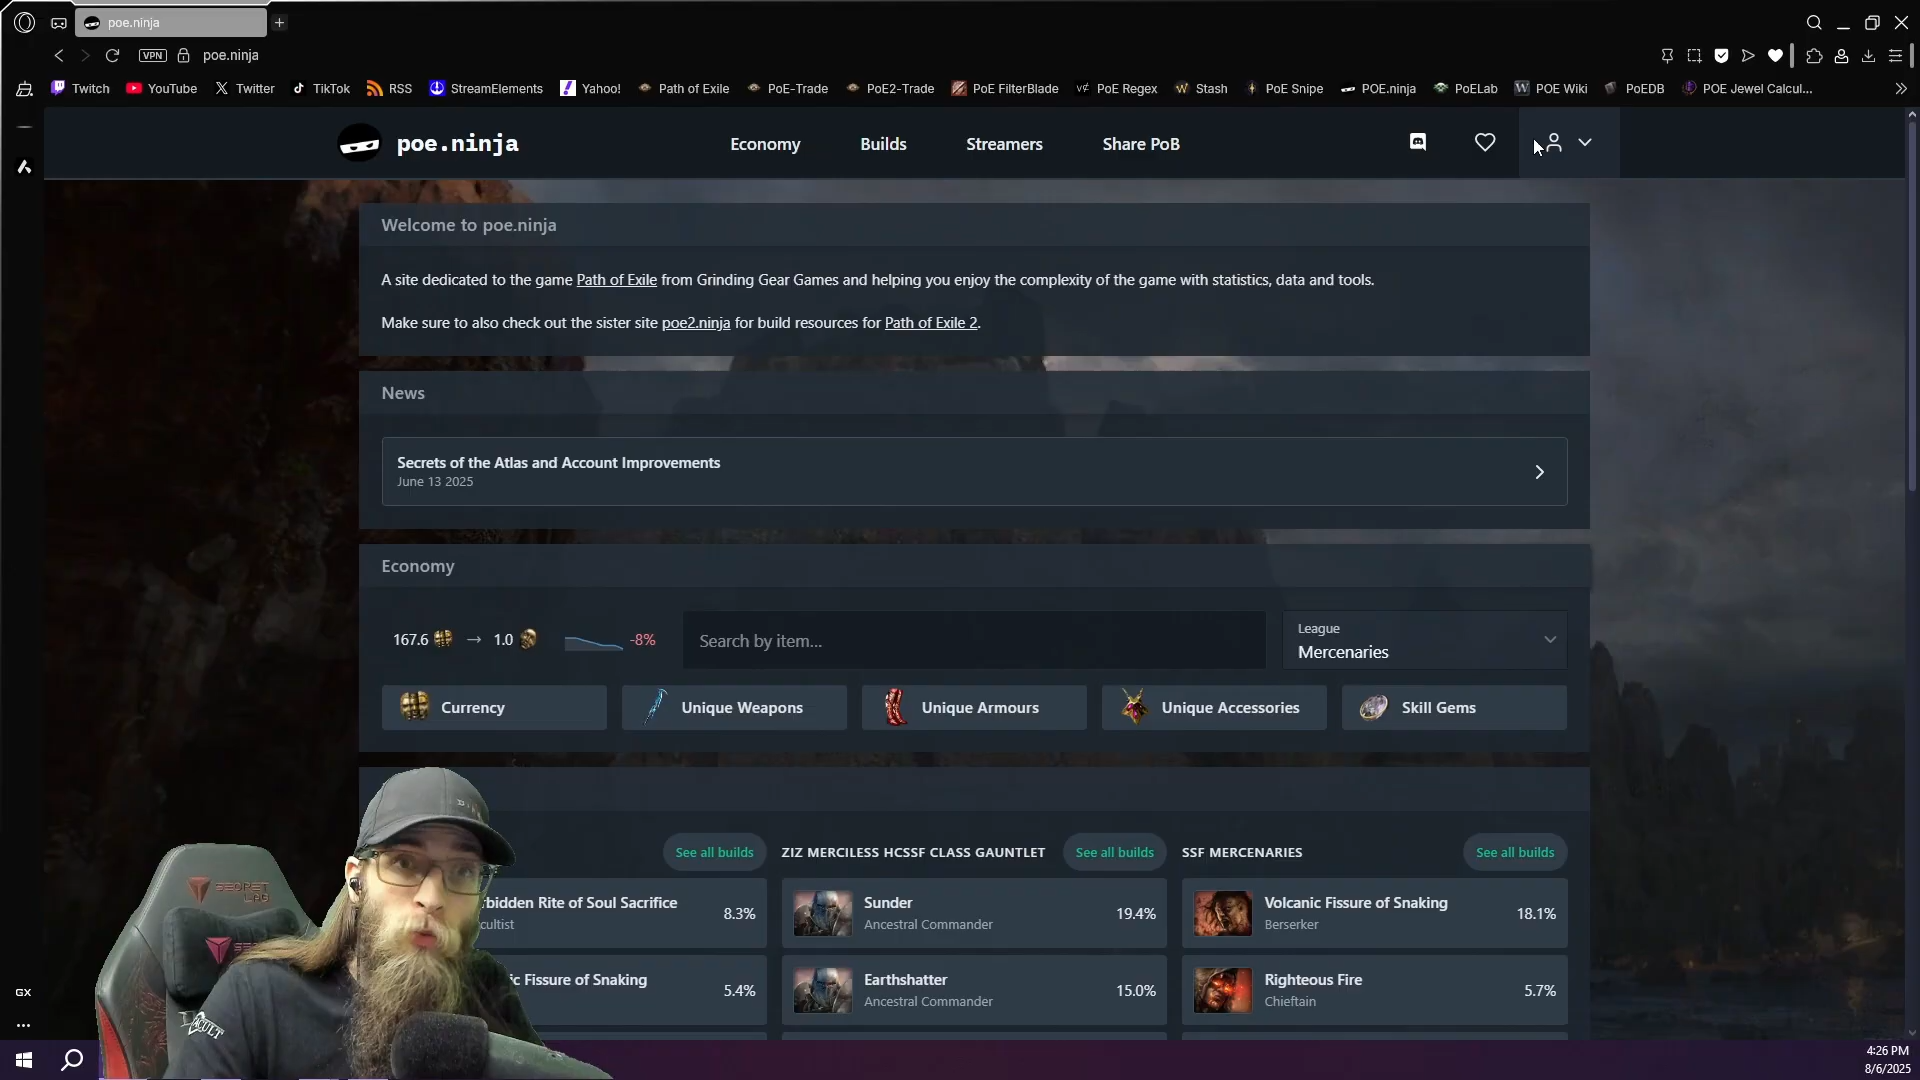 poe.ninja
VPN
poe.ninja
Twitch
YouTube
Twitter
TikTok
RSS
StreamElements
Yahoo!
Path of Exile
PoE-Trade
PoE2-Trade
PoE FilterBlade
PoE Regex
Stash
PoE Snipe
POE.ninja
PoELab
POE Wiki
PoEDB
POE Jewel Calcul...
poe.ninja
Economy
Builds
Streamers
Share PoB
Welcome to poe.ninja
A site dedicated to the game Path of Exile from Grinding Gear Games and helping you enjoy the complexity of the game with statistics, data and tools.
Make sure to also check out the sister site poe2.ninja for build resources for Path of Exile 2.
News
Secrets of the Atlas and Account Improvements
June 13 2025
Economy
167.6 → 1.0 -8%
Search by item...
League
Mercenaries
Currency
Unique Weapons
Unique Armours
Unique Accessories
Skill Gems
See all builds
ZIZ MERCILESS HCSSF CLASS GAUNTLET
See all builds
SSF MERCENARIES
See all builds
rbidden Rite of Soul Sacrifice
cultist
8.3%
Sunder
Ancestral Commander
19.4%
Volcanic Fissure of Snaking
Berserker
18.1%
ic Fissure of Snaking
5.4%
Earthshatter
Ancestral Commander
15.0%
Righteous Fire
Chieftain
5.7%
SECRET
LAB
GX
4:26 PM
8/6/2025